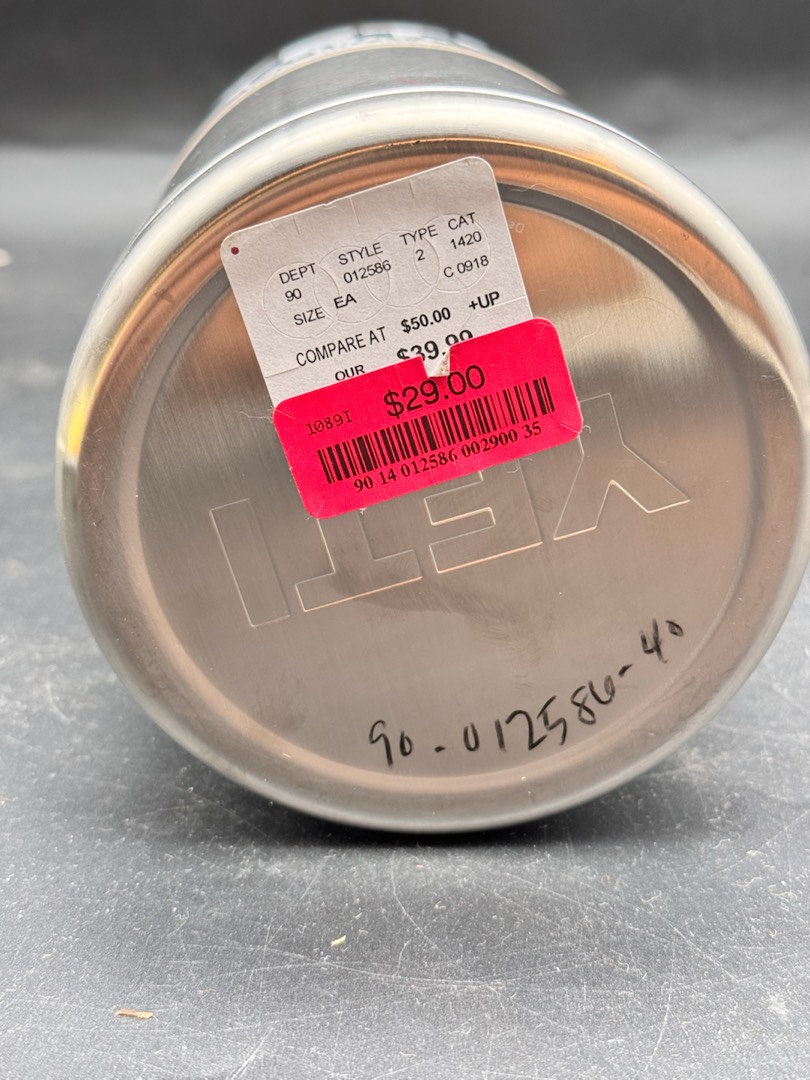 DEPT STYLE TYPE CAT
90 012586 2 1420
SIZE EA C 0918
COMPARE AT $50.00 +UP
OUR $39.99
1089I $29.00
90 14 012586 002900 35
YETI
90-012586-40